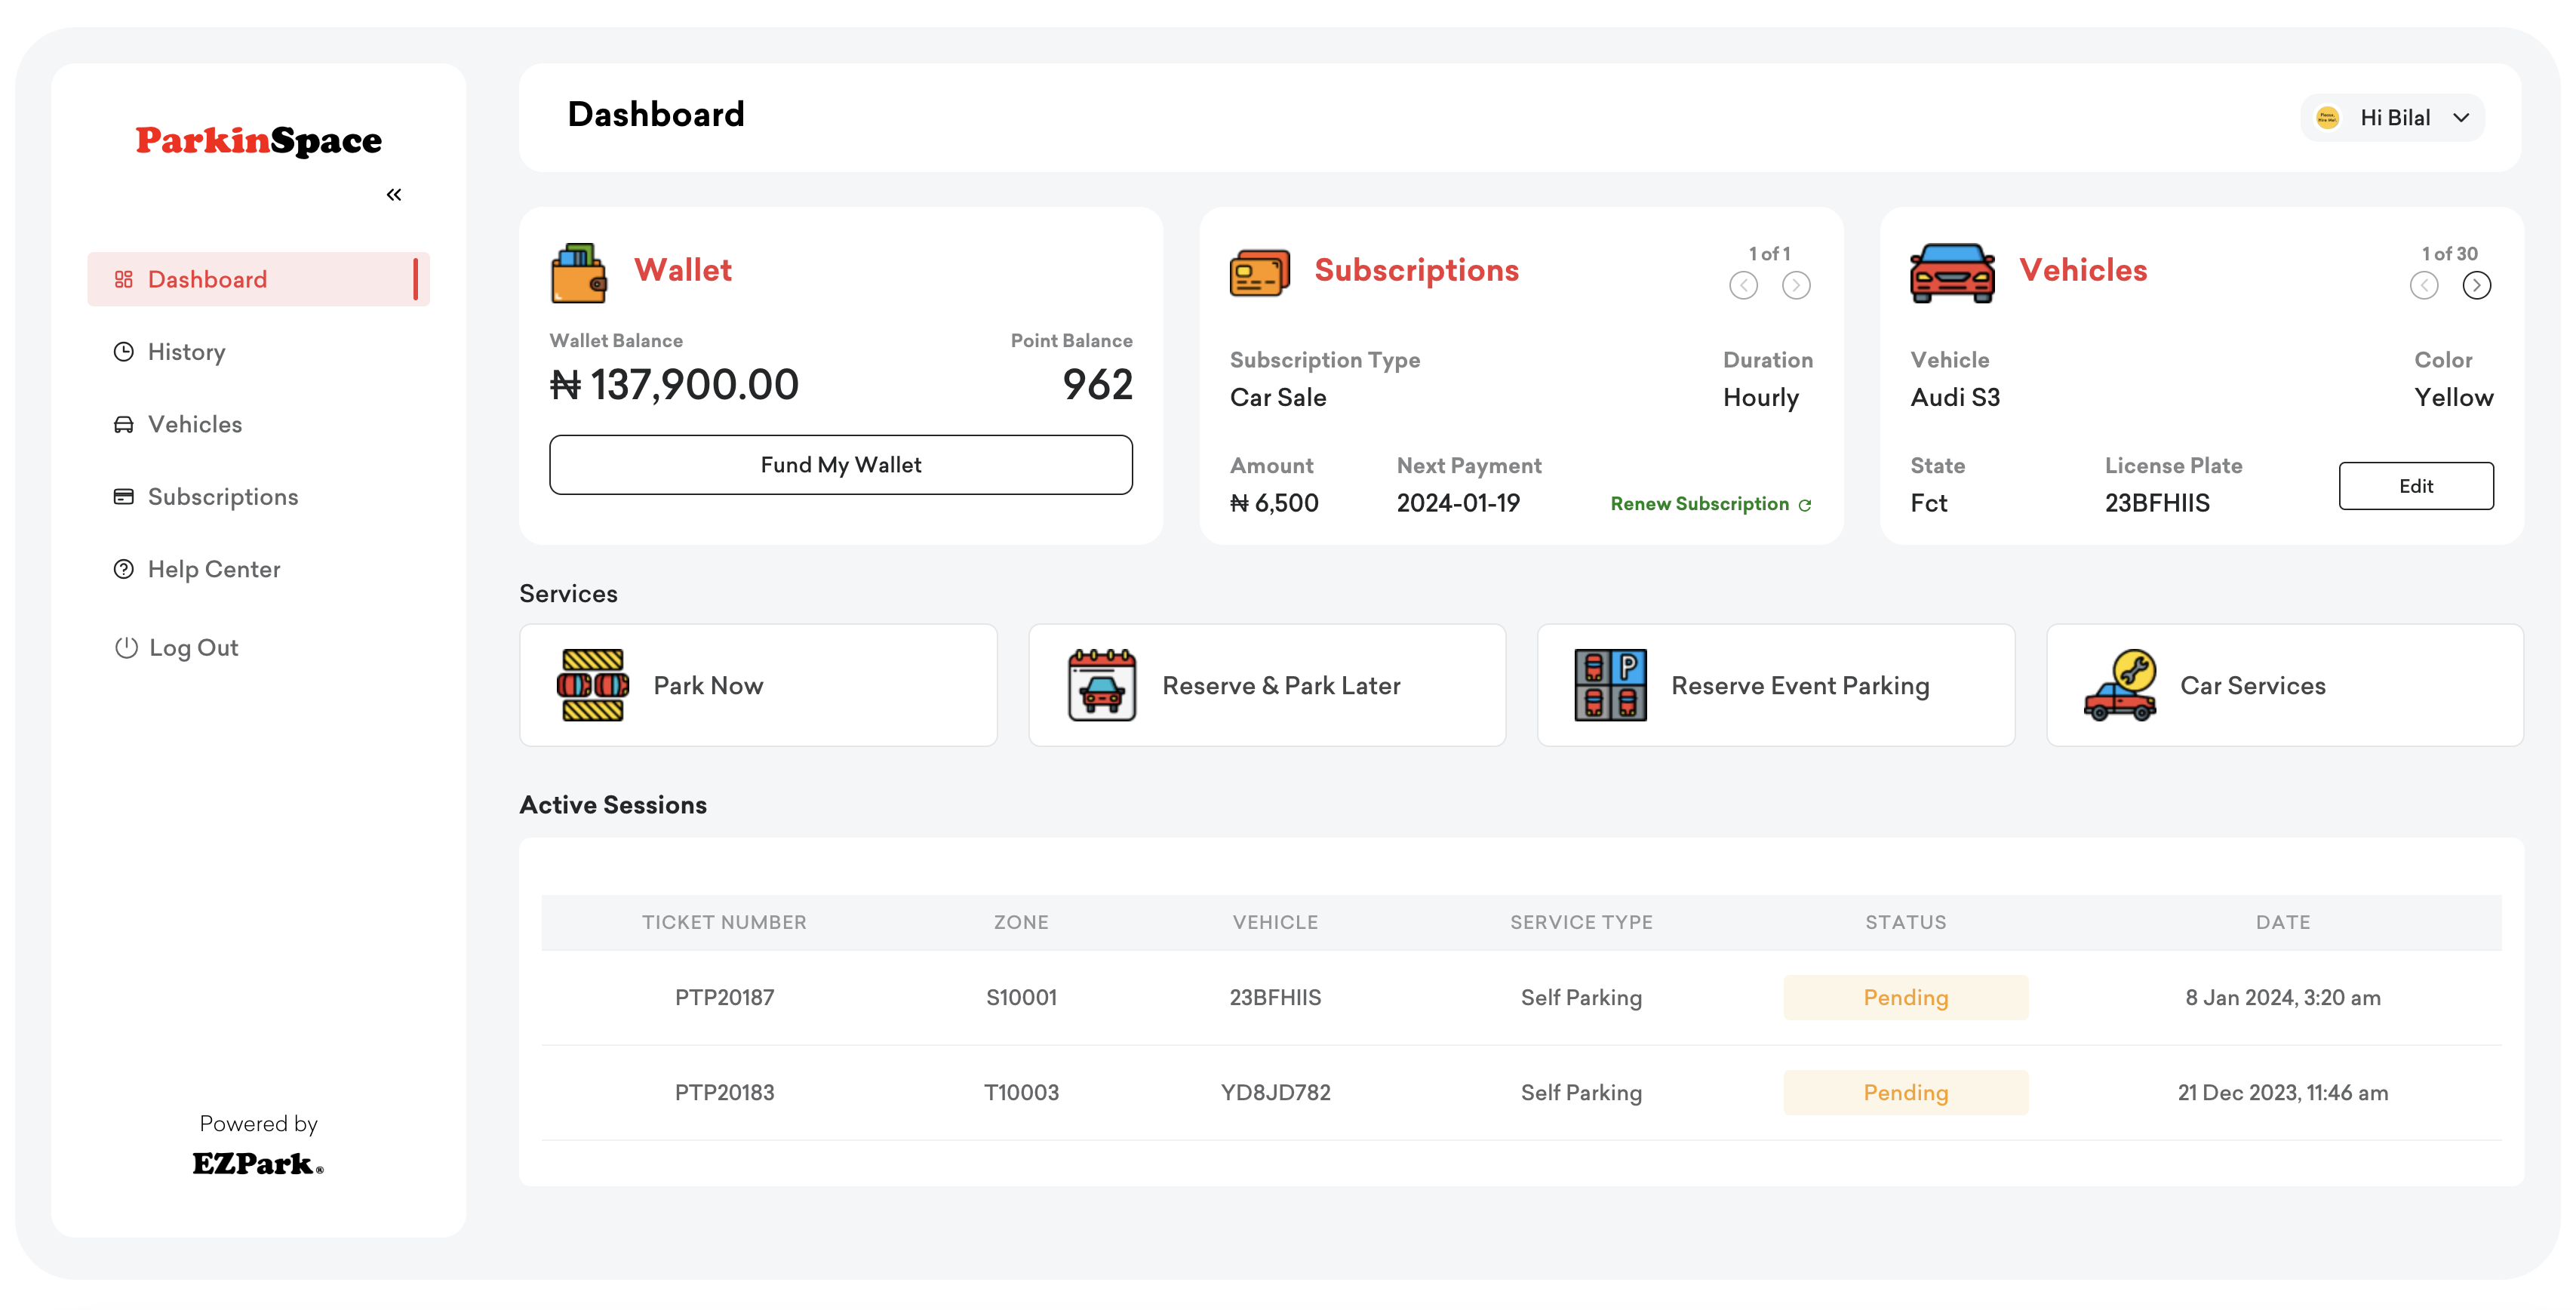 ParkinSpace
Dashboard
History
Vehicles
Subscriptions
Help Center
Log Out
Powered by
EZPark®
Dashboard
Hi Bilal
Wallet
Wallet Balance Point Balance
₦ 137,900.00 962
Fund My Wallet
Subscriptions
1 of 1
Subscription Type Duration
Car Sale Hourly
Amount Next Payment
₦ 6,500 2024-01-19 Renew Subscription
Vehicles
1 of 30
Vehicle Color
Audi S3 Yellow
State License Plate
Fct 23BFHIIS
Edit
Services
Park Now
Reserve & Park Later
P
Reserve Event Parking
Car Services
Active Sessions
TICKET NUMBER ZONE VEHICLE SERVICE TYPE STATUS DATE
PTP20187 S10001 23BFHIIS Self Parking Pending 8 Jan 2024, 3:20 am
PTP20183 T10003 YD8JD782 Self Parking Pending 21 Dec 2023, 11:46 am